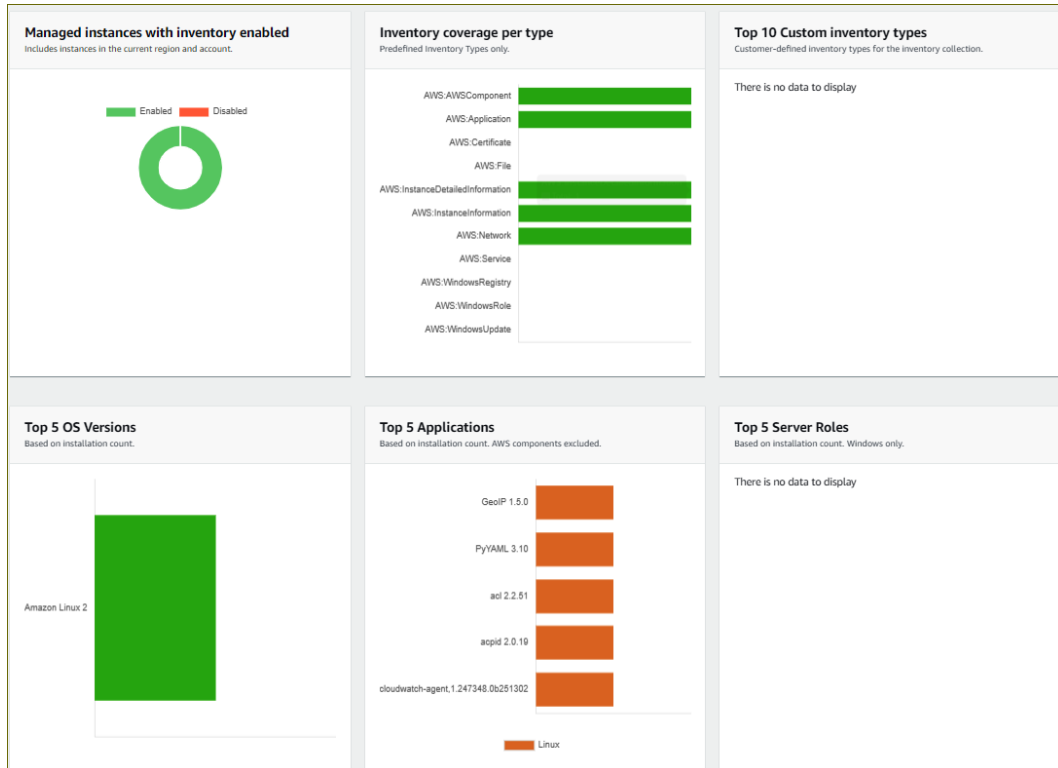 Managed instances with inventory enabled
Includes instances in the current region and account.
Enabled Disabled
Inventory coverage per type
Predefined Inventory Types only.
AWS:AWSComponent
AWS:Application
AWS:Certificate
AWS:File
AWS:InstanceDetailedInformation
AWS:InstanceInformation
AWS:Network
AWS:Service
AWS:WindowsRegistry
AWS:WindowsRole
AWS:WindowsUpdate
Top 10 Custom inventory types
Customer-defined inventory types for the inventory collection.
There is no data to display
Top 5 OS Versions
Based on installation count.
Amazon Linux 2
Top 5 Applications
Based on installation count. AWS components excluded.
GeoIP 1.5.0
PyYAML 3.10
acl 2.2.51
acpid 2.0.19
cloudwatch-agent,1.247348.0b251302
Linux
Top 5 Server Roles
Based on installation count. Windows only.
There is no data to display